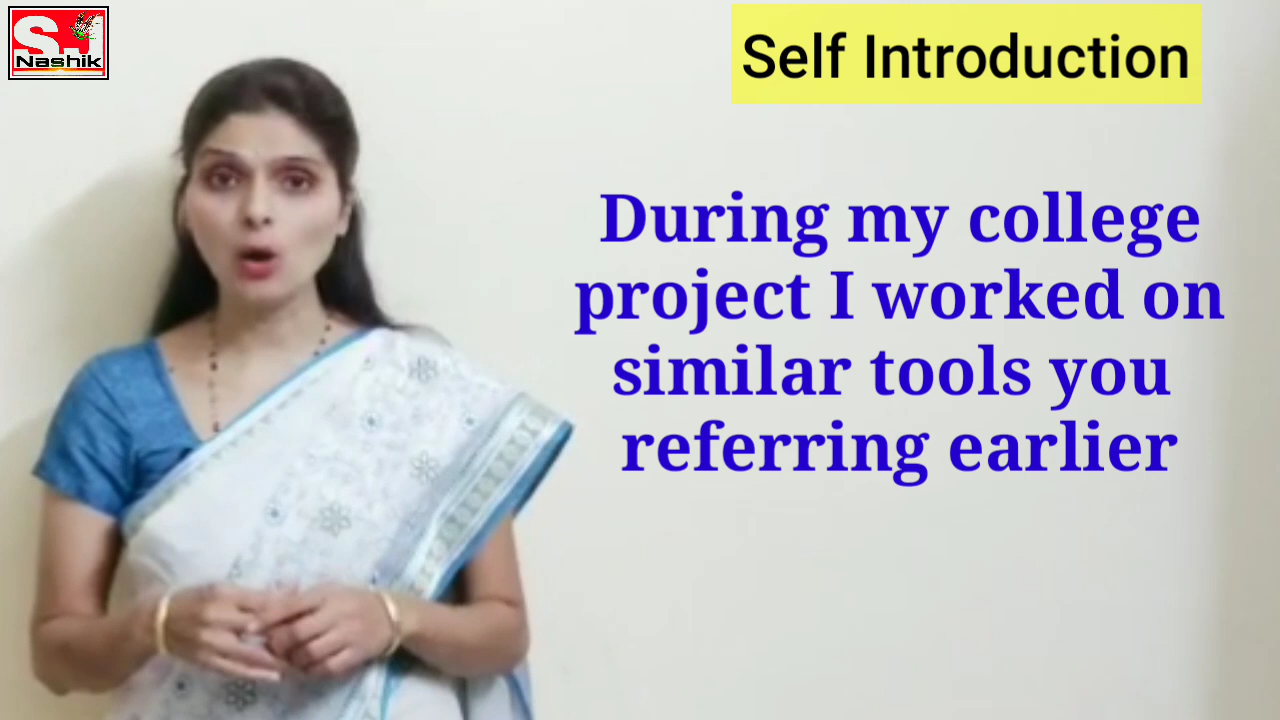 SJ
Nashik
Self Introduction
During my college
project I worked on
similar tools you
referring earlier